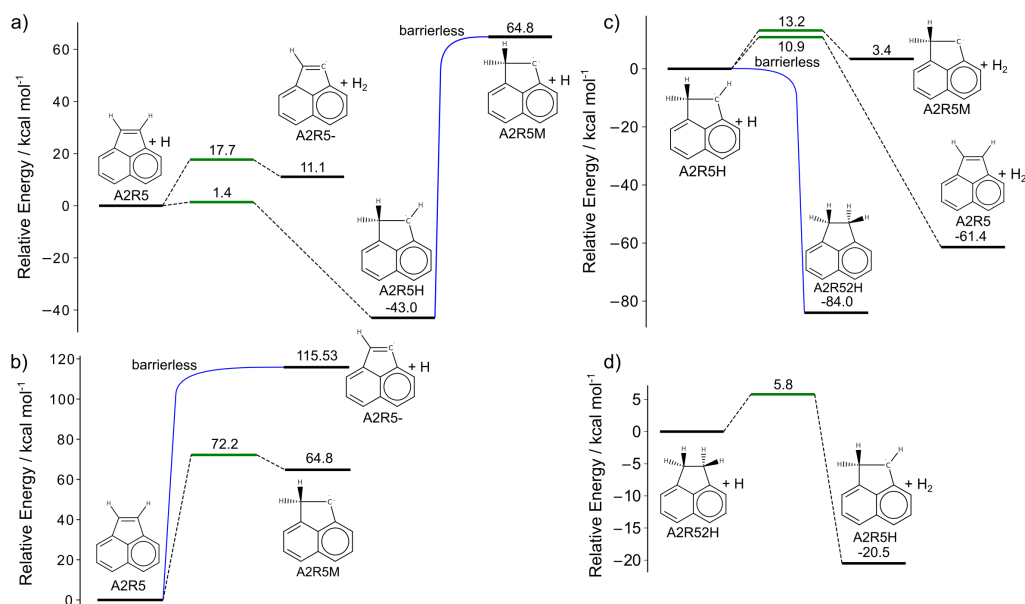 a)
Relative Energy / kcal mol⁻¹
60
40
20
0
−20
−40
H H
+ H
A2R5
17.7
1.4
H
C
+ H₂
A2R5-
11.1
H H C H
A2R5H
-43.0
barrierless
64.8
H H C
+ H
A2R5M
b)
Relative Energy / kcal mol⁻¹
120
100
80
60
40
20
0
H H
A2R5
barrierless
115.53
H
C
+ H
A2R5-
72.2
64.8
H H C
A2R5M
c)
Relative Energy / kcal mol⁻¹
0
−20
−40
−60
−80
H H C H
+ H
A2R5H
13.2
10.9
barrierless
3.4
H H C
+ H₂
A2R5M
H H
+ H₂
A2R5
-61.4
H H H H
A2R52H
-84.0
d)
Relative Energy / kcal mol⁻¹
5
0
−5
−10
−15
−20
H H H H
+ H
A2R52H
5.8
H H C H
+ H₂
A2R5H
-20.5